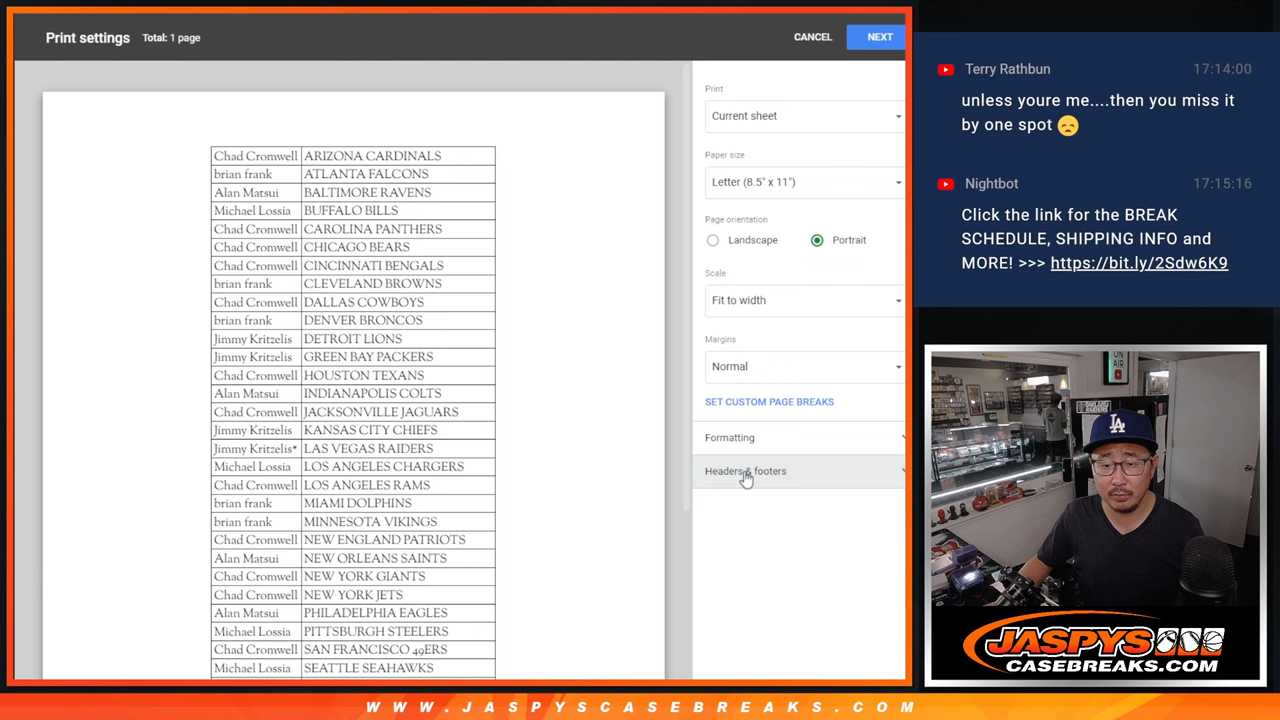 Print settings Total: 1 page CANCEL NEXT
Chad Cromwell ARIZONA CARDINALS
brian frank ATLANTA FALCONS
Alan Matsui BALTIMORE RAVENS
Michael Lossia BUFFALO BILLS
Chad Cromwell CAROLINA PANTHERS
Chad Cromwell CHICAGO BEARS
Chad Cromwell CINCINNATI BENGALS
brian frank CLEVELAND BROWNS
Chad Cromwell DALLAS COWBOYS
brian frank DENVER BRONCOS
Jimmy Kritzelis DETROIT LIONS
Jimmy Kritzelis GREEN BAY PACKERS
Chad Cromwell HOUSTON TEXANS
Alan Matsui INDIANAPOLIS COLTS
Chad Cromwell JACKSONVILLE JAGUARS
Jimmy Kritzelis KANSAS CITY CHIEFS
Jimmy Kritzelis* LAS VEGAS RAIDERS
Michael Lossia LOS ANGELES CHARGERS
Chad Cromwell LOS ANGELES RAMS
brian frank MIAMI DOLPHINS
brian frank MINNESOTA VIKINGS
Chad Cromwell NEW ENGLAND PATRIOTS
Alan Matsui NEW ORLEANS SAINTS
Chad Cromwell NEW YORK GIANTS
Chad Cromwell NEW YORK JETS
Alan Matsui PHILADELPHIA EAGLES
Michael Lossia PITTSBURGH STEELERS
Chad Cromwell SAN FRANCISCO 49ERS
Michael Lossia SEATTLE SEAHAWKS
Print
Current sheet
Paper size
Letter (8.5" x 11")
Page orientation
Landscape Portrait
Scale
Fit to width
Margins
Normal
SET CUSTOM PAGE BREAKS
Formatting
Headers & footers
Terry Rathbun 17:14:00
unless youre me....then you miss it
by one spot 😞
Nightbot 17:15:16
Click the link for the BREAK
SCHEDULE, SHIPPING INFO and
MORE! >>> https://bit.ly/2Sdw6K9
ON
AIR
LA
JASPYS
CASEBREAKS.COM
WWW.JASPYSCASEBREAKS.COM